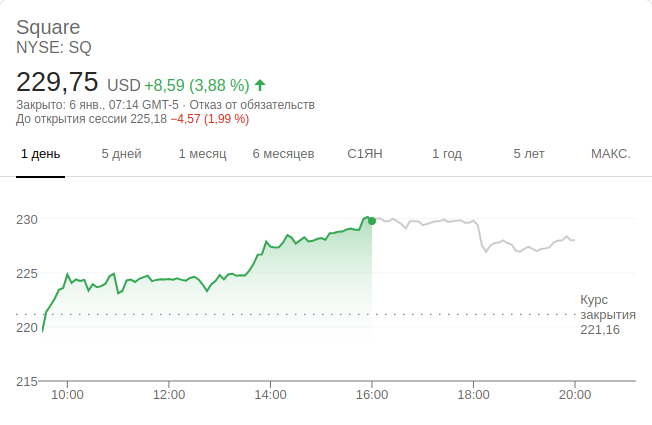 Square
NYSE: SQ
229,75 USD +8,59 (3,88 %)
Закрыто: 6 янв., 07:14 GMT-5 · Отказ от обязательств
До открытия сессии 225,18 −4,57 (1,99 %)
1 день 5 дней 1 месяц 6 месяцев С1ЯН 1 год 5 лет МАКС.
230
225
220
215
Курс
закрытия
221,16
10:00 12:00 14:00 16:00 18:00 20:00